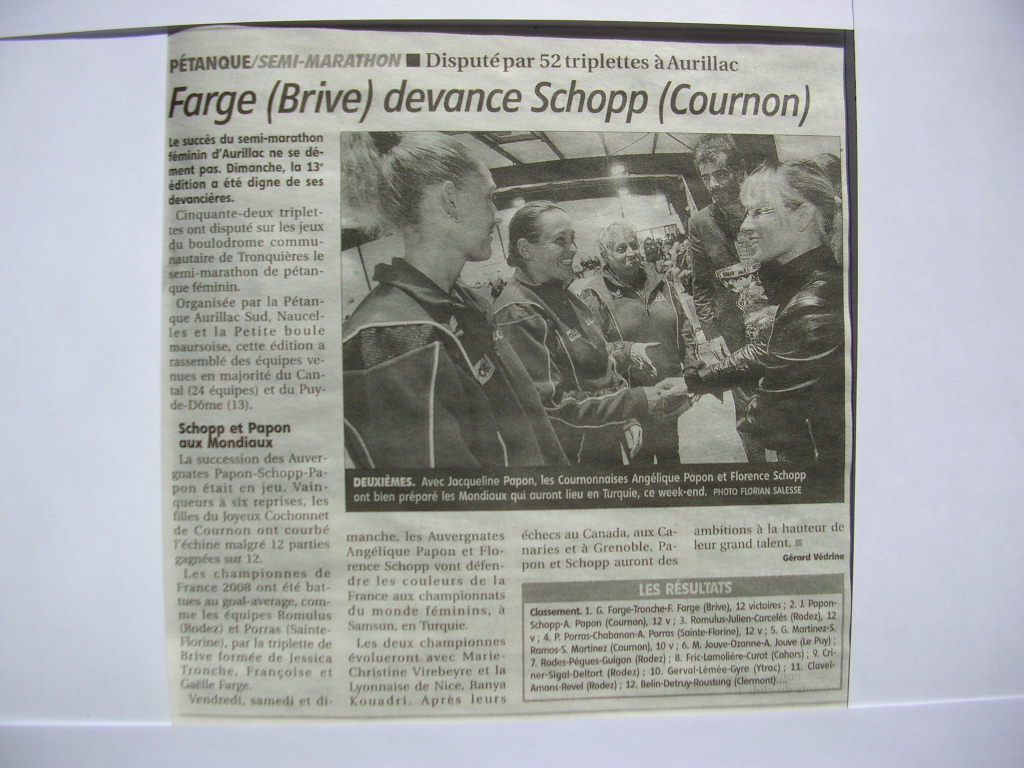 PÉTANQUE/SEMI-MARATHON ■ Disputé par 52 triplettes à Aurillac
Farge (Brive) devance Schopp (Cournon)
Le succès du semi-marathon
féminin d'Aurillac ne se dé-
ment pas. Dimanche, la 13e
édition a été digne de ses
devancières.
Cinquante-deux triplet-
tes ont disputé sur les jeux
du boulodrome commu-
nautaire de Tronquières le
semi-marathon de pétan-
que féminin.
Organisée par la Pétan-
que Aurillac Sud, Naucel-
les et la Petite boule
maursoise, cette édition a
rassemblé des équipes ve-
nues en majorité du Can-
tal (24 équipes) et du Puy-
de-Dôme (13).
Schopp et Papon
aux Mondiaux
La succession des Auver-
gnates Papon-Schopp-Pa-
pon était en jeu. Vain-
queurs à six reprises, les
filles du Joyeux Cochonnet
de Cournon ont courbé
l'échine malgré 12 parties
gagnées sur 12.
Les championnes de
France 2008 ont été bat-
tues au goal-average, com-
me les équipes Romulus
(Rodez) et Porras (Sainte-
Florine), par la triplette de
Brive formée de Jessica
Tronche, Françoise et
Gaëlle Farge.
Vendredi, samedi et di-
DEUXIÈMES. Avec Jacqueline Papon, les Cournonnaises Angélique Papon et Florence Schopp
ont bien préparé les Mondiaux qui auront lieu en Turquie, ce week-end. PHOTO FLORIAN SALESSE
manche, les Auvergnates
Angélique Papon et Flo-
rence Schopp vont défen-
dre les couleurs de la
France aux championnats
du monde féminins, à
Samsun, en Turquie.
Les deux championnes
évolueront avec Marie-
Christine Virebeyre et la
Lyonnaise de Nice, Ranya
Kouadri. Après leurs
échecs au Canada, aux Ca-
naries et à Grenoble, Pa-
pon et Schopp auront des
ambitions à la hauteur de
leur grand talent. ■
Gérard Védrine
LES RÉSULTATS
Classement. 1. G. Farge-Tronche-F. Farge (Brive), 12 victoires ; 2. J. Papon-
Schopp-A. Papon (Cournon), 12 v ; 3. Romulus-Julien-Carcelès (Rodez), 12
v ; 4. P. Porras-Chabanon-A. Porras (Sainte-Florine), 12 v ; 5. G. Martinez-S.
Ramos-S. Martinez (Cournon), 10 v ; 6. M. Jouve-Ozanne-A. Jouve (Le Puy) ;
7. Rodes-Pégues-Guigon (Rodez) ; 8. Fric-Lamolière-Curot (Cahors) ; 9. Cri-
ner-Sigal-Deltort (Rodez) ; 10. Gerval-Lémée-Gyre (Ytrac) ; 11. Clavel-
Amans-Revel (Rodez) ; 12. Belin-Detruy-Roustang (Clermont)....